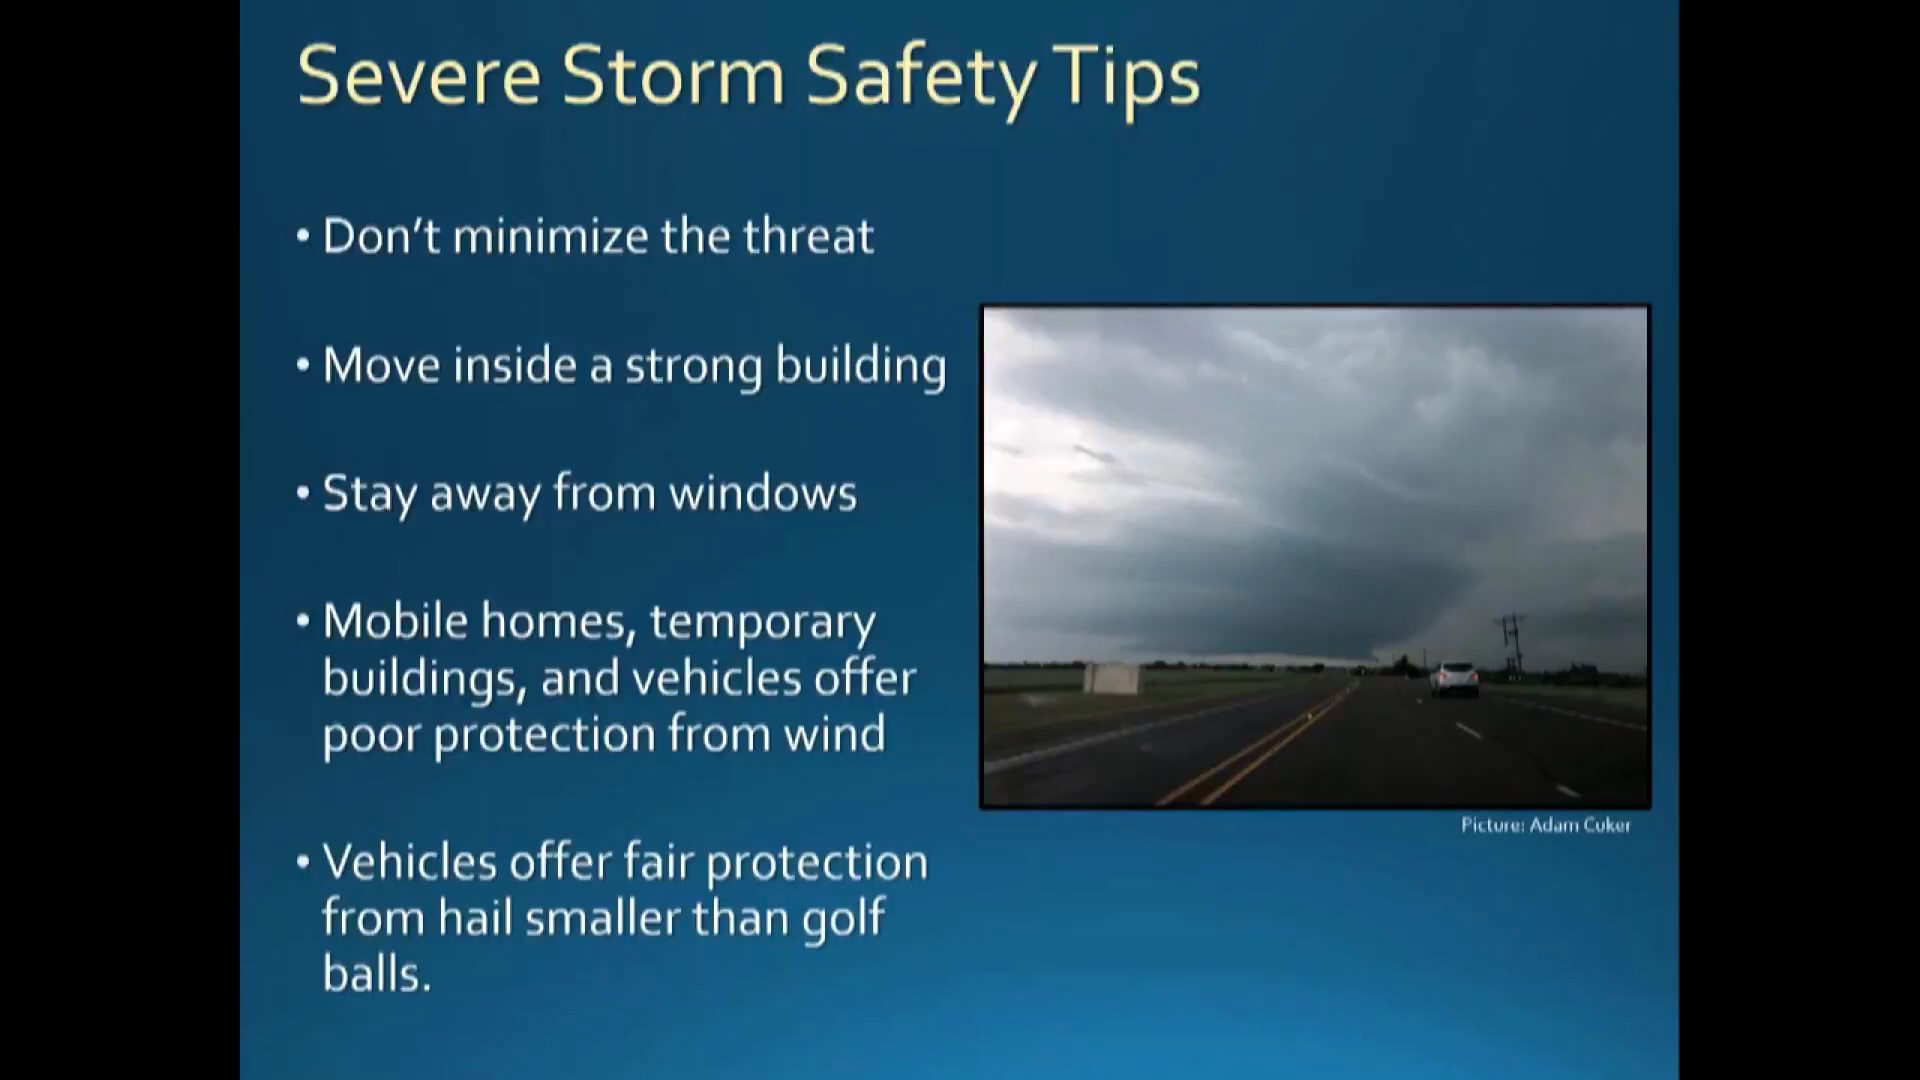 Severe Storm Safety Tips
• Don’t minimize the threat
• Move inside a strong building
• Stay away from windows
• Mobile homes, temporary
buildings, and vehicles offer
poor protection from wind
• Vehicles offer fair protection
from hail smaller than golf
balls.
Picture: Adam Cuker